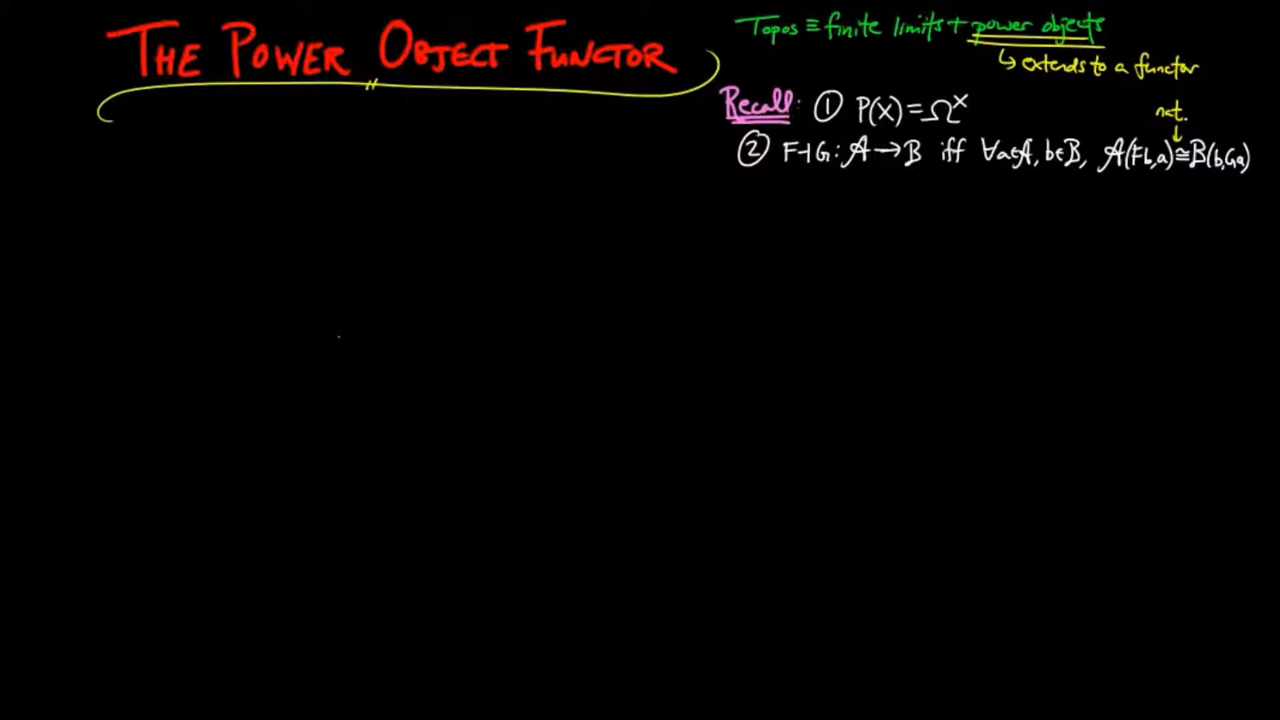 THE POWER OBJECT FUNCTOR
Topos ≡ finite limits + power objects
↳ extends to a functor
Recall: ① P(X) = Ω^X
nat.
↓
② F ⊣ G : 𝒜 → ℬ iff ∀a∈𝒜, b∈ℬ, 𝒜(Fb,a) ≅ ℬ(b,Ga)